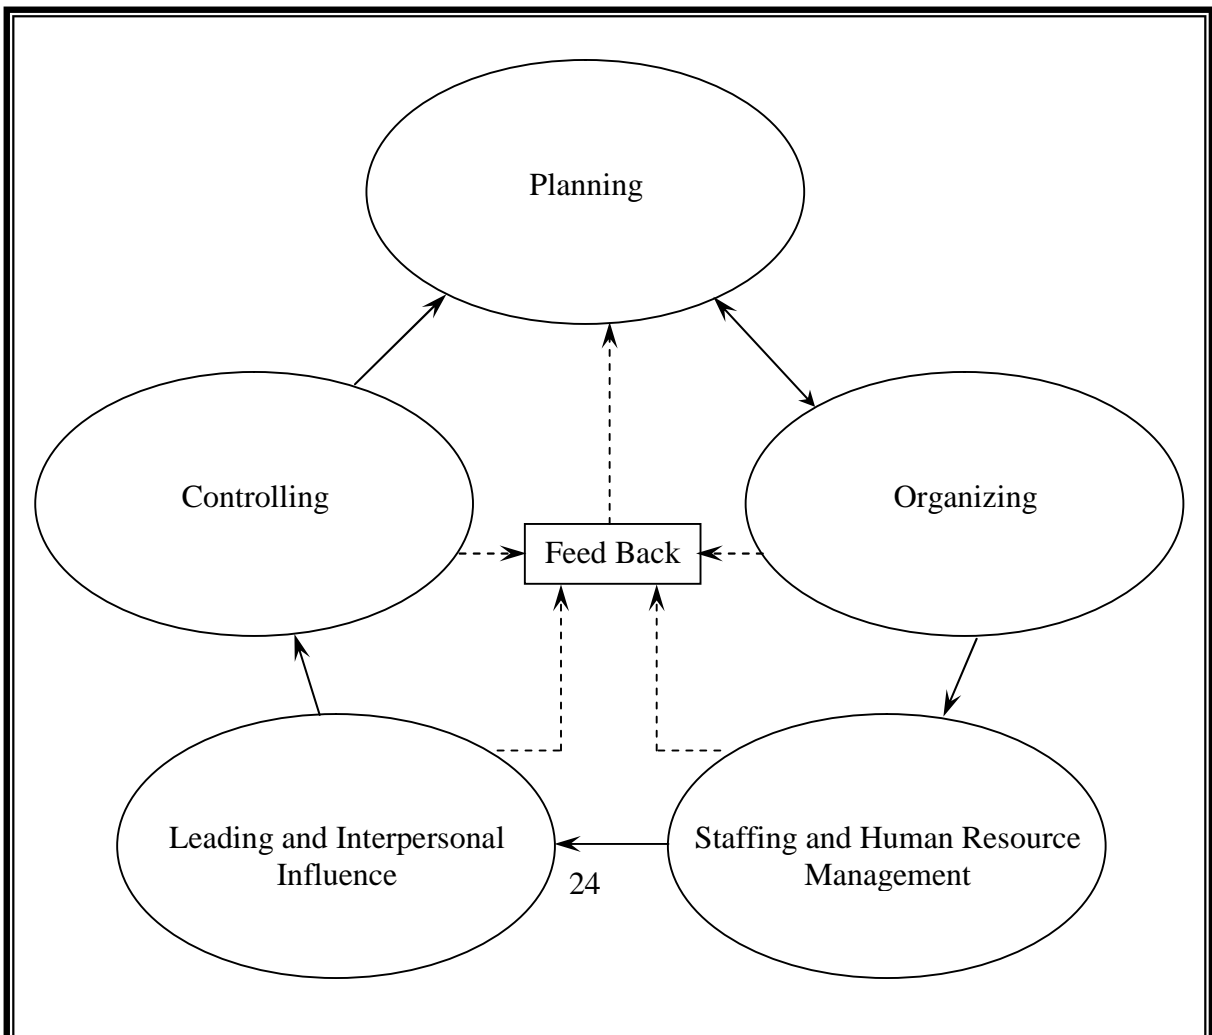 Planning
Controlling
Organizing
Feed Back
Leading and Interpersonal
Influence
Staffing and Human Resource
Management
24